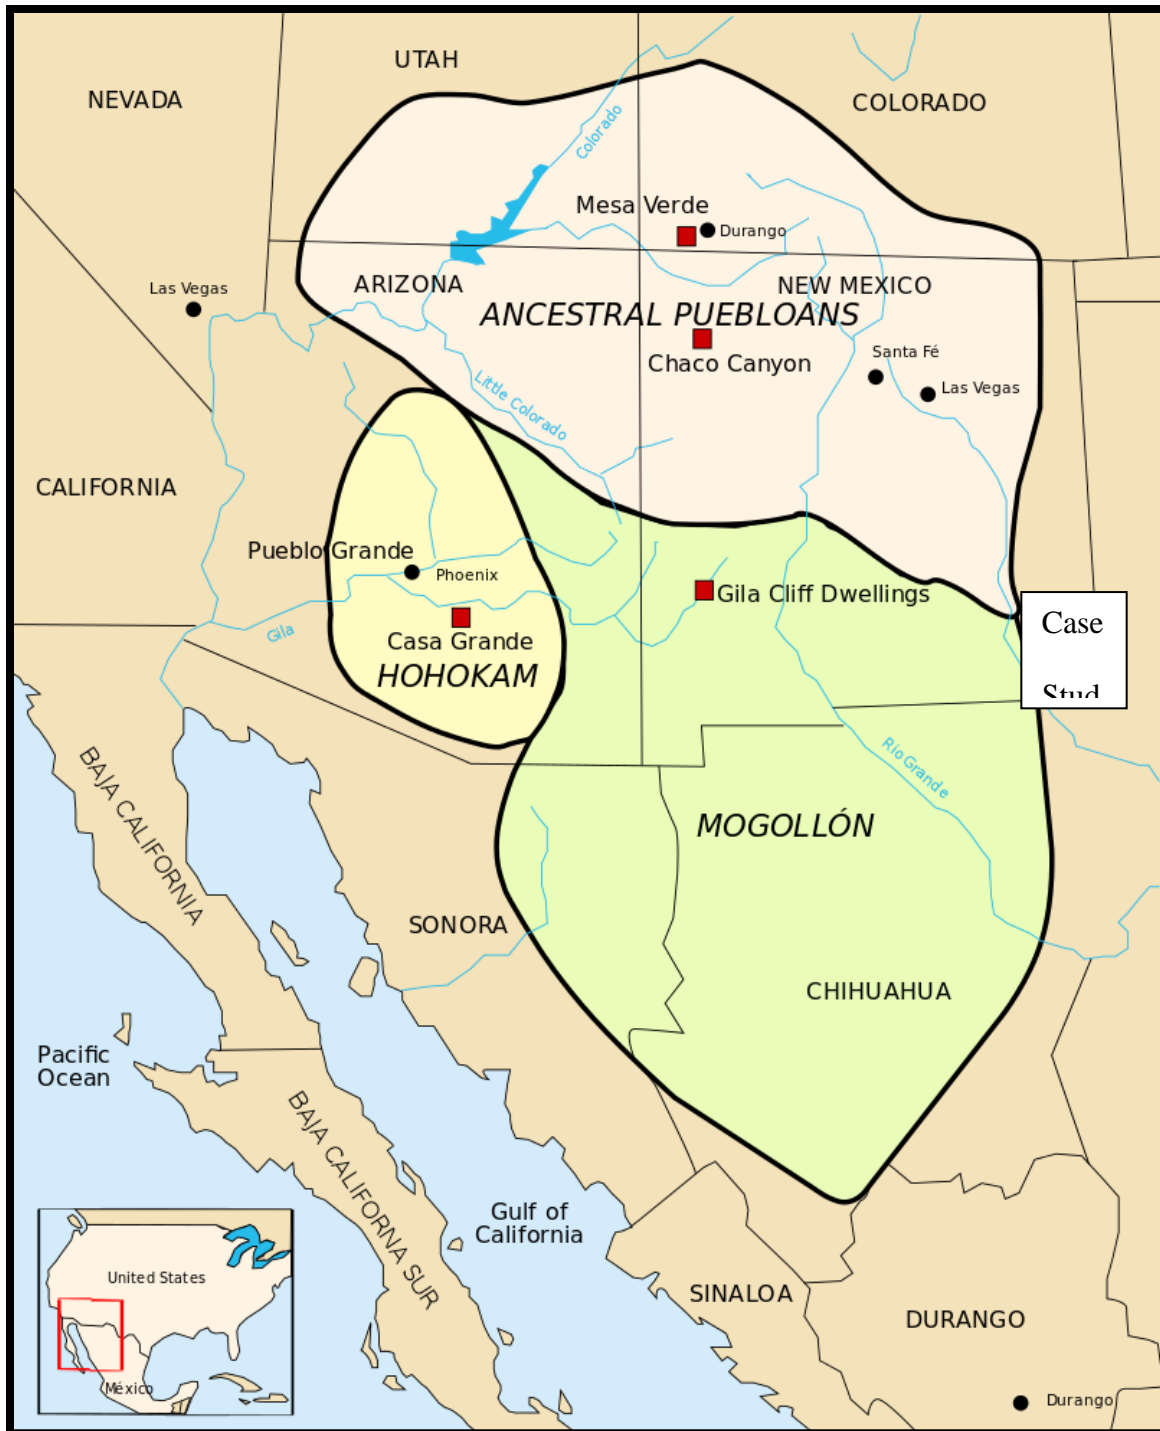 UTAH
NEVADA
COLORADO
Colorado
Mesa Verde
Durango
ARIZONA
NEW MEXICO
Las Vegas
ANCESTRAL PUEBLOANS
Santa Fé
Chaco Canyon
Las Vegas
Little Colorado
CALIFORNIA
Pueblo Grande
Phoenix
Gila Cliff Dwellings
Case
Stud
Gila
Casa Grande
HOHOKAM
Río Grande
BAJA CALIFORNIA
MOGOLLÓN
SONORA
CHIHUAHUA
Pacific
Ocean
BAJA CALIFORNA SUR
Gulf of
California
United States
SINALOA
DURANGO
México
Durango